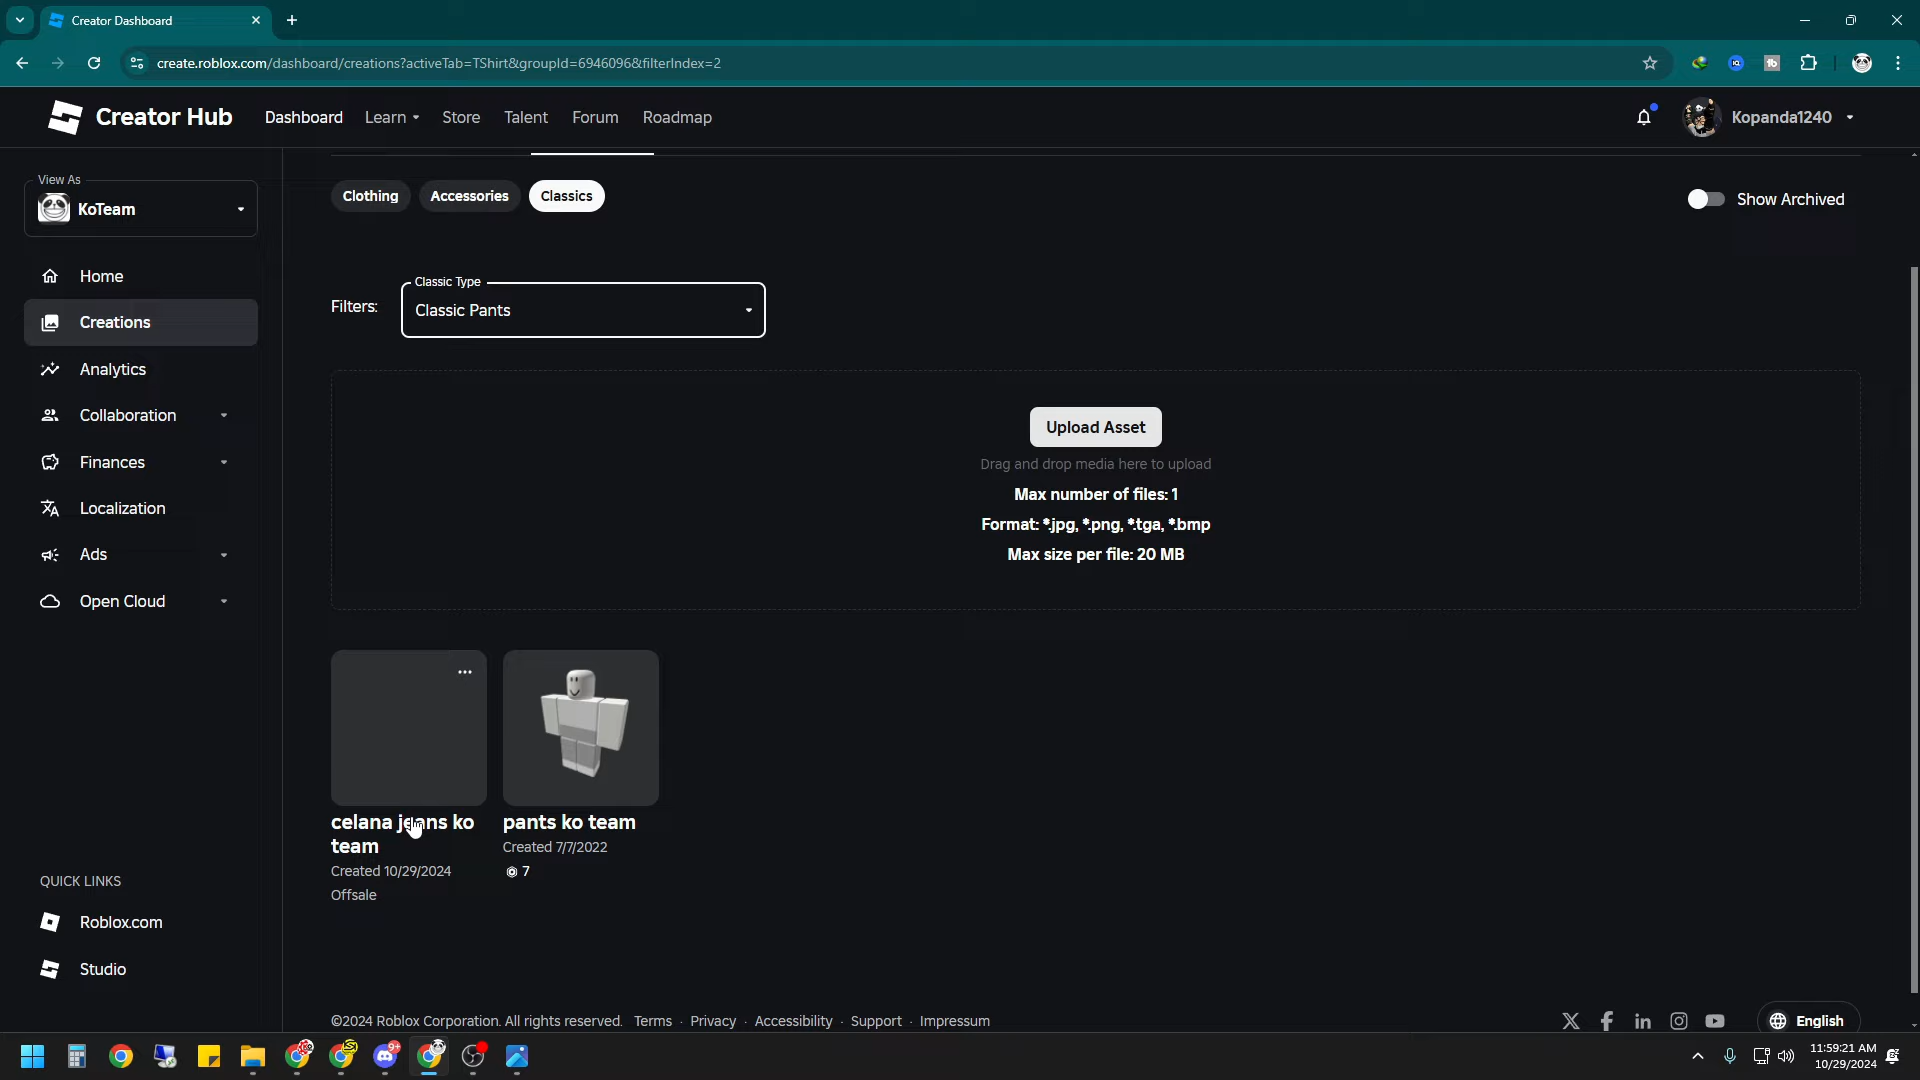 Creator Dashboard
create.roblox.com/dashboard/creations?activeTab=TShirt&groupId=6946096&filterIndex=2
Creator Hub
Dashboard
Learn
Store
Talent
Forum
Roadmap
Kopanda1240
View As
KoTeam
Home
Creations
Analytics
Collaboration
Finances
Localization
Ads
Open Cloud
QUICK LINKS
Roblox.com
Studio
Clothing
Accessories
Classics
Show Archived
Filters:
Classic Type
Classic Pants
Upload Asset
Drag and drop media here to upload
Max number of files: 1
Format: *.jpg, *.png, *.tga, *.bmp
Max size per file: 20 MB
celana jeans ko
team
Created 10/29/2024
Offsale
pants ko team
Created 7/7/2022
7
©2024 Roblox Corporation. All rights reserved.
Terms · Privacy · Accessibility · Support · Impressum
English
9+
11:59:21 AM
10/29/2024